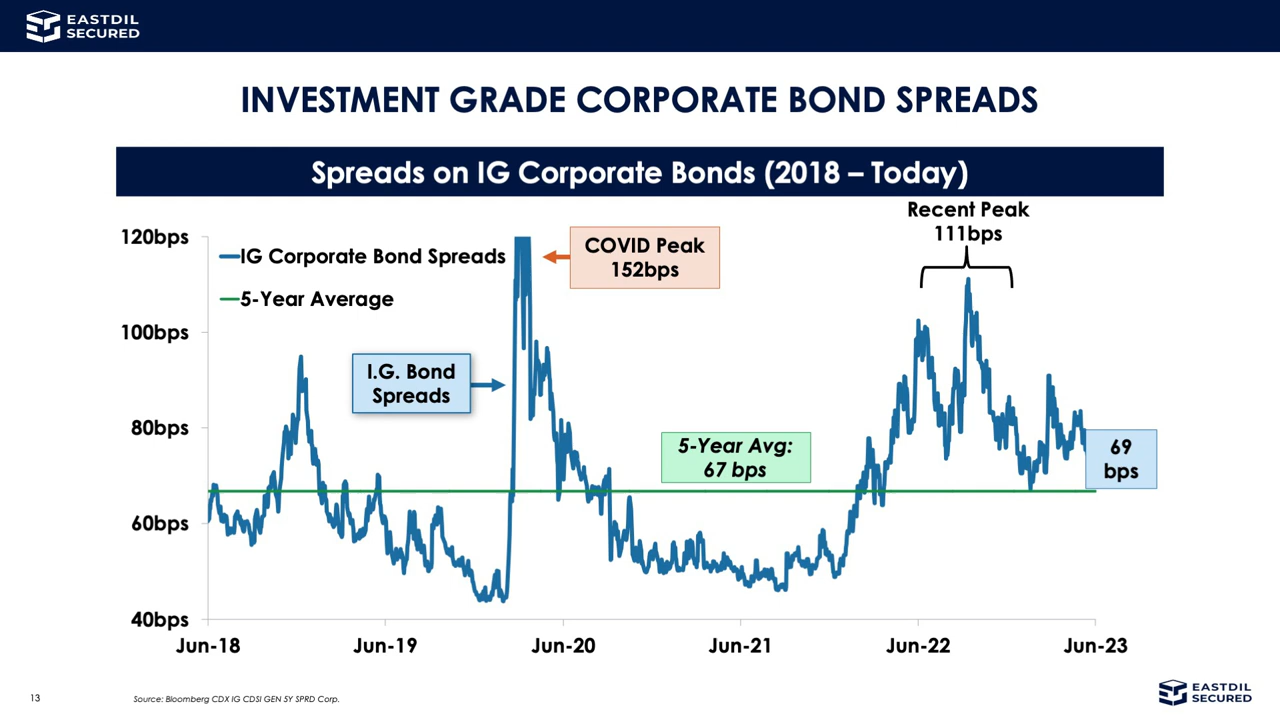 EASTDIL
SECURED
INVESTMENT GRADE CORPORATE BOND SPREADS
Spreads on IG Corporate Bonds (2018 – Today)
Recent Peak
111bps
120bps
IG Corporate Bond Spreads
COVID Peak
152bps
5-Year Average
100bps
I.G. Bond
Spreads
80bps
5-Year Avg:
67 bps
69
bps
60bps
40bps
Jun-18
Jun-19
Jun-20
Jun-21
Jun-22
Jun-23
13
Source: Bloomberg CDX IG CDSI GEN 5Y SPRD Corp.
EASTDIL
SECURED